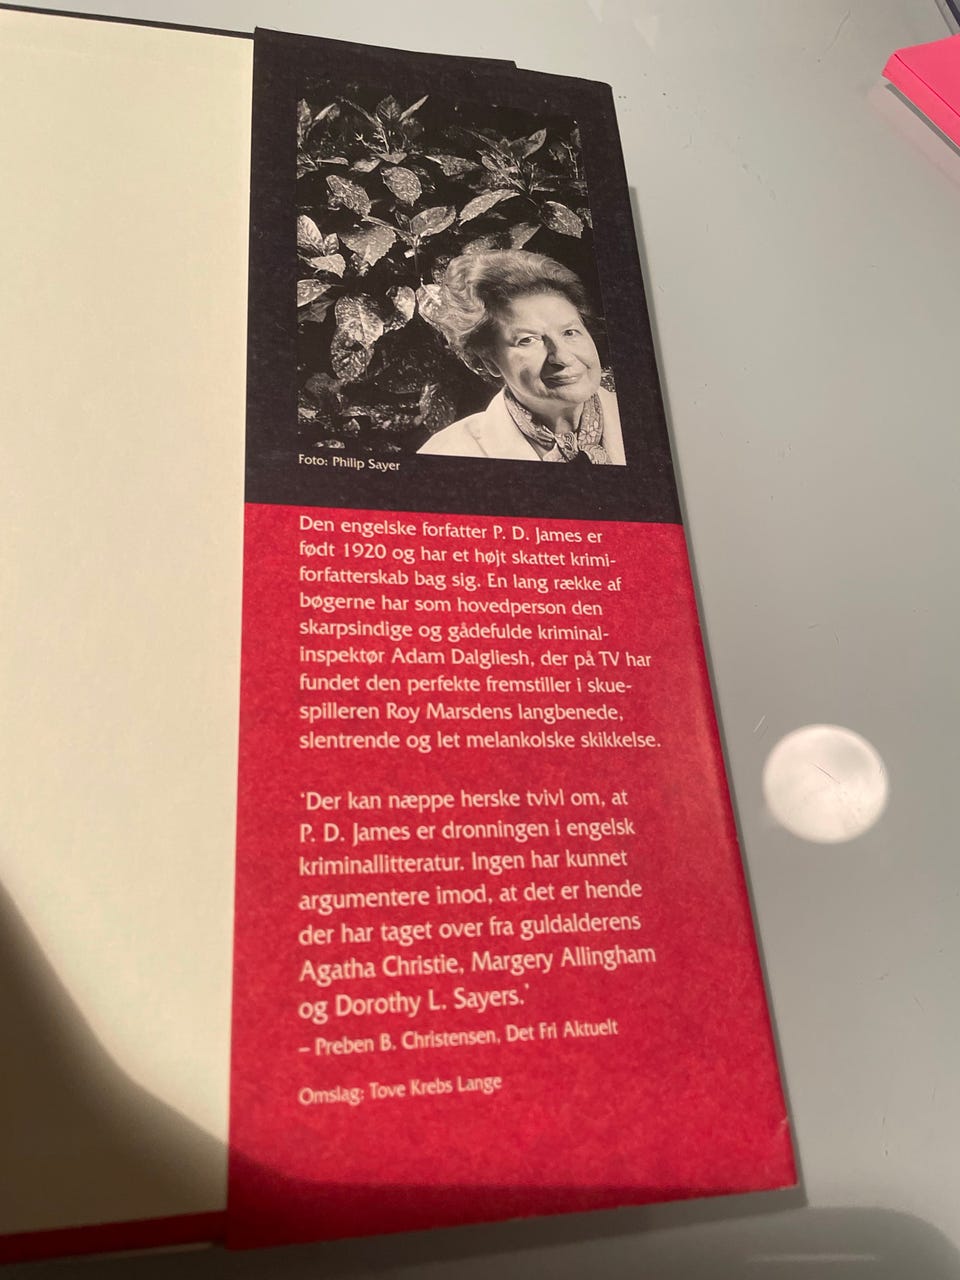 Foto: Philip Sayer
Den engelske forfatter P. D. James er
født 1920 og har et højt skattet krimi-
forfatterskab bag sig. En lang række af
bøgerne har som hovedperson den
skarpsindige og gådefulde kriminal-
inspektør Adam Dalgliesh, der på TV har
fundet den perfekte fremstiller i skue-
spilleren Roy Marsdens langbenede,
slentrende og let melankolske skikkelse.
'Der kan næppe herske tvivl om, at
P. D. James er dronningen i engelsk
kriminallitteratur. Ingen har kunnet
argumentere imod, at det er hende
der har taget over fra guldalderens
Agatha Christie, Margery Allingham
og Dorothy L. Sayers.'
– Preben B. Christensen, Det Fri Aktuelt
Omslag: Tove Krebs Lange